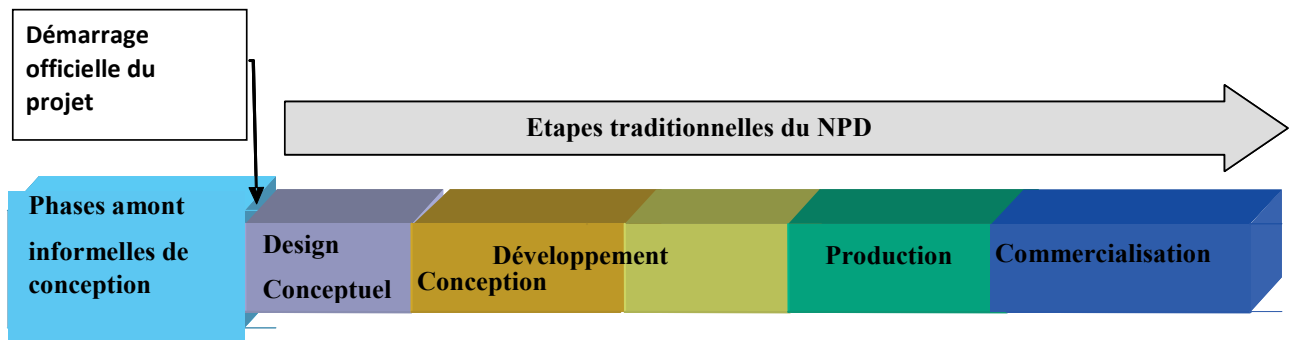 Démarrage
officielle du
projet
Etapes traditionnelles du NPD
Phases amont
informelles de
conception
Design
Conceptuel
Développement
Conception
Production
Commercialisation